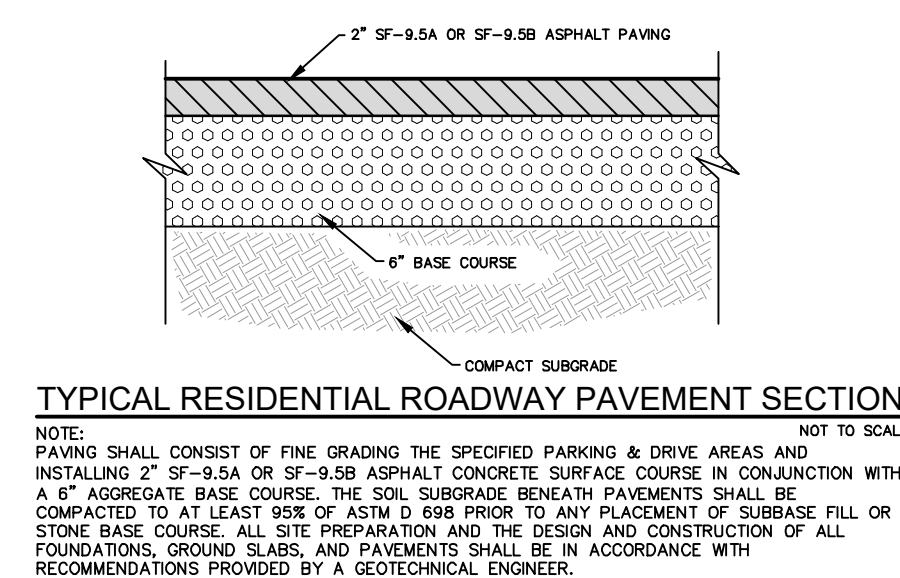 2" SF-9.5A OR SF-9.5B ASPHALT PAVING
6" BASE COURSE
COMPACT SUBGRADE
TYPICAL RESIDENTIAL ROADWAY PAVEMENT SECTION
NOT TO SCAL
NOTE:
PAVING SHALL CONSIST OF FINE GRADING THE SPECIFIED PARKING & DRIVE AREAS AND
INSTALLING 2" SF-9.5A OR SF-9.5B ASPHALT CONCRETE SURFACE COURSE IN CONJUNCTION WITH
A 6" AGGREGATE BASE COURSE. THE SOIL SUBGRADE BENEATH PAVEMENTS SHALL BE
COMPACTED TO AT LEAST 95% OF ASTM D 698 PRIOR TO ANY PLACEMENT OF SUBBASE FILL OR
STONE BASE COURSE. ALL SITE PREPARATION AND THE DESIGN AND CONSTRUCTION OF ALL
FOUNDATIONS, GROUND SLABS, AND PAVEMENTS SHALL BE IN ACCORDANCE WITH
RECOMMENDATIONS PROVIDED BY A GEOTECHNICAL ENGINEER.